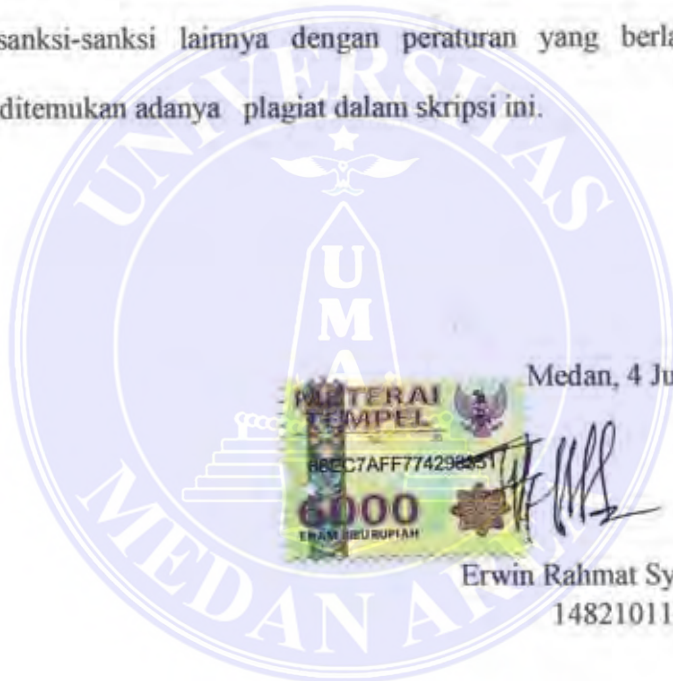 sanksi-sanksi lainnya dengan peraturan yang berla
ditemukan adanya plagiat dalam skripsi ini.
UNIVERSITAS
UMA
MEDAN AREA
Medan, 4 Ju
METERAI
TEMPEL
6000
ENAM RIBU RUPIAH
Erwin Rahmat Sy
14821011